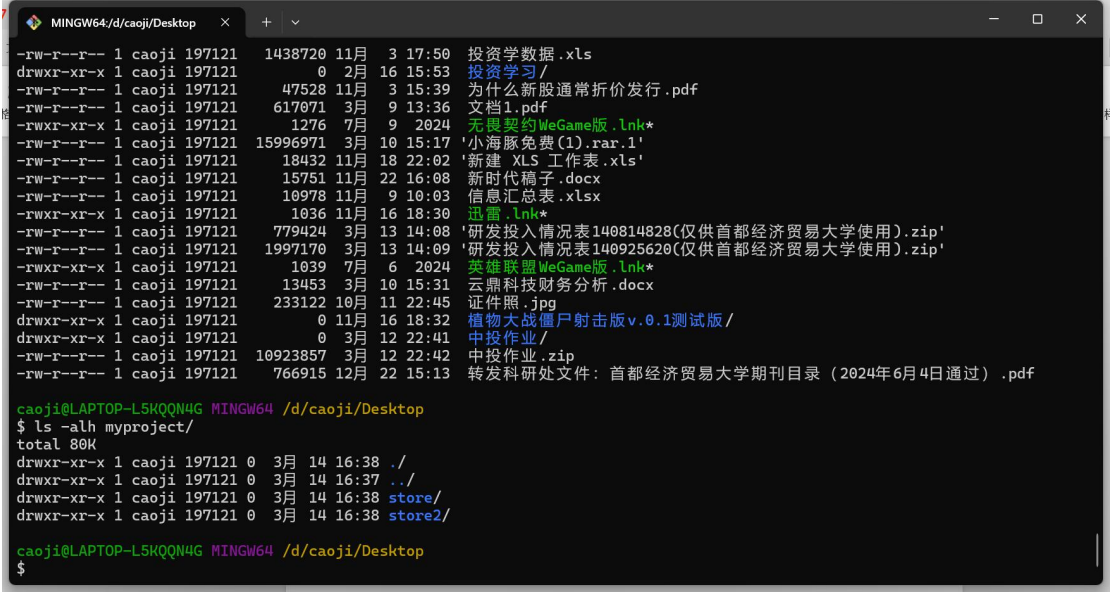 MINGW64:/d/caoji/Desktop
-rw-r--r-- 1 caoji 197121 1438720 11月 3 17:50 投资学数据.xls
drwxr-xr-x 1 caoji 197121 0 2月 16 15:53 投资学习/
-rw-r--r-- 1 caoji 197121 47528 11月 3 15:39 为什么新股通常折价发行.pdf
-rw-r--r-- 1 caoji 197121 617071 3月 9 13:36 文档1.pdf
-rwxr-xr-x 1 caoji 197121 1276 7月 9 2024 无畏契约WeGame版.lnk*
-rw-r--r-- 1 caoji 197121 15996971 3月 10 15:17 '小海豚免费(1).rar.1'
-rw-r--r-- 1 caoji 197121 18432 11月 18 22:02 '新建 XLS 工作表.xls'
-rw-r--r-- 1 caoji 197121 15751 11月 22 16:08 新时代稿子.docx
-rw-r--r-- 1 caoji 197121 10978 11月 9 10:03 信息汇总表.xlsx
-rwxr-xr-x 1 caoji 197121 1036 11月 16 18:30 迅雷.lnk*
-rw-r--r-- 1 caoji 197121 779424 3月 13 14:08 '研发投入情况表140814828(仅供首都经济贸易大学使用).zip'
-rw-r--r-- 1 caoji 197121 1997170 3月 13 14:09 '研发投入情况表140925620(仅供首都经济贸易大学使用).zip'
-rwxr-xr-x 1 caoji 197121 1039 7月 6 2024 英雄联盟WeGame版.lnk*
-rw-r--r-- 1 caoji 197121 13453 3月 10 15:31 云鼎科技财务分析.docx
-rw-r--r-- 1 caoji 197121 233122 10月 11 22:45 证件照.jpg
drwxr-xr-x 1 caoji 197121 0 11月 16 18:32 植物大战僵尸射击版v.0.1测试版/
drwxr-xr-x 1 caoji 197121 0 3月 12 22:41 中投作业/
-rw-r--r-- 1 caoji 197121 10923857 3月 12 22:42 中投作业.zip
-rw-r--r-- 1 caoji 197121 766915 12月 22 15:13 转发科研处文件：首都经济贸易大学期刊目录（2024年6月4日通过）.pdf
caoji@LAPTOP-L5KQQN4G MINGW64 /d/caoji/Desktop
$ ls -alh myproject/
total 80K
drwxr-xr-x 1 caoji 197121 0 3月 14 16:38 ./
drwxr-xr-x 1 caoji 197121 0 3月 14 16:37 ../
drwxr-xr-x 1 caoji 197121 0 3月 14 16:38 store/
drwxr-xr-x 1 caoji 197121 0 3月 14 16:38 store2/
caoji@LAPTOP-L5KQQN4G MINGW64 /d/caoji/Desktop
$